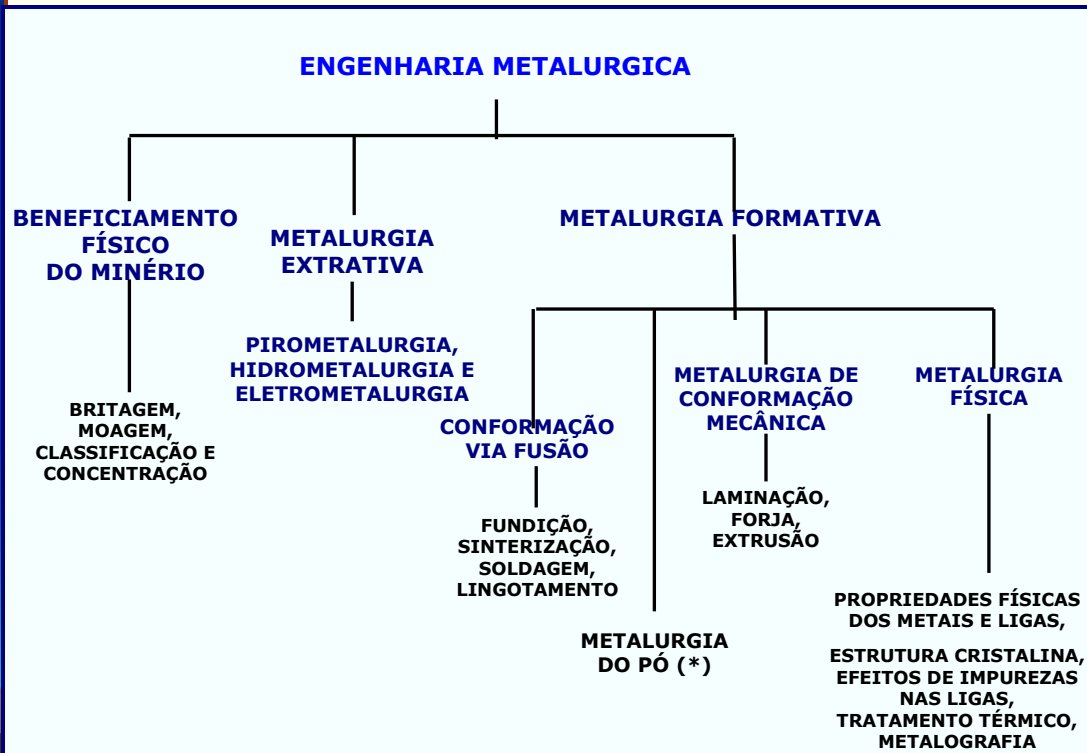 ENGENHARIA METALURGICA
BENEFICIAMENTO
FÍSICO
DO MINÉRIO
METALURGIA
EXTRATIVA
METALURGIA FORMATIVA
PIROMETALURGIA,
HIDROMETALURGIA E
ELETROMETALURGIA
BRITAGEM,
MOAGEM,
CLASSIFICAÇÃO E
CONCENTRAÇÃO
CONFORMAÇÃO
VIA FUSÃO
METALURGIA DE
CONFORMAÇÃO
MECÂNICA
METALURGIA
FÍSICA
FUNDIÇÃO,
SINTERIZAÇÃO,
SOLDAGEM,
LINGOTAMENTO
METALURGIA
DO PÓ (*)
LAMINAÇÃO,
FORJA,
EXTRUSÃO
PROPRIEDADES FÍSICAS
DOS METAIS E LIGAS,
ESTRUTURA CRISTALINA,
EFEITOS DE IMPUREZAS
NAS LIGAS,
TRATAMENTO TÉRMICO,
METALOGRAFIA